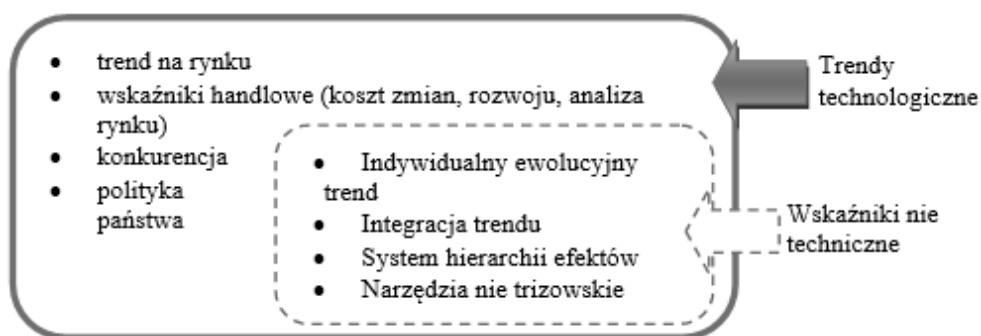 • trend na rynku
• wskaźniki handlowe (koszt zmian, rozwoju, analiza
rynku)
• konkurencja
• polityka
państwa
• Indywidualny ewolucyjny
trend
• Integracja trendu
• System hierarchii efektów
• Narzędzia nie trizowskie
Trendy
technologiczne
Wskaźniki nie
techniczne